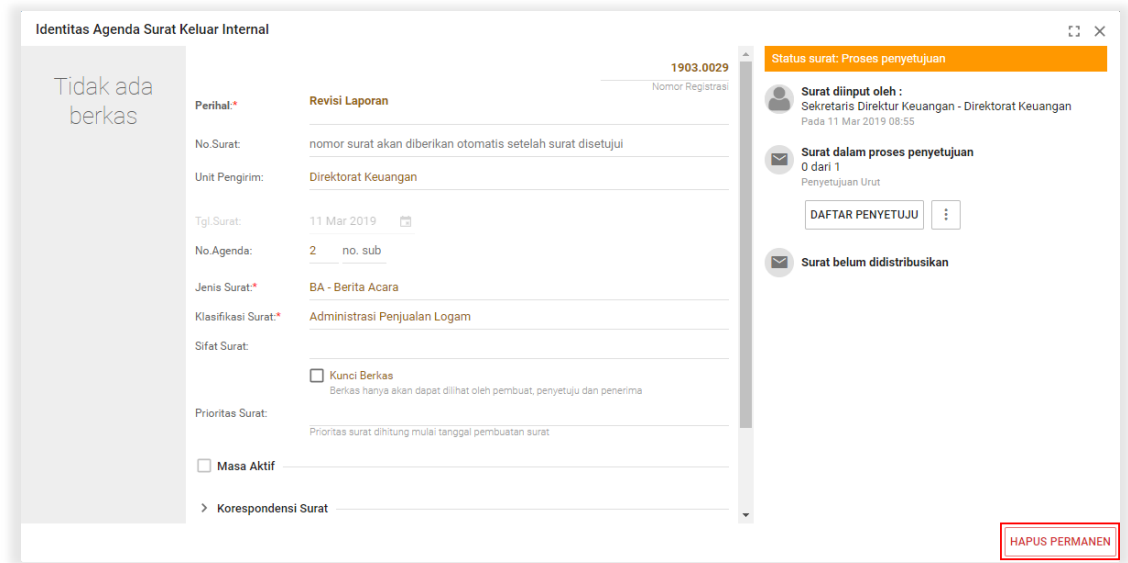 Identitas Agenda Surat Keluar Internal
Tidak ada
berkas
1903.0029
Nomor Registrasi
Perihal:* Revisi Laporan
No.Surat: nomor surat akan diberikan otomatis setelah surat disetujui
Unit Pengirim: Direktorat Keuangan
Tgl.Surat: 11 Mar 2019
No.Agenda: 2 no. sub
Jenis Surat:* BA - Berita Acara
Klasifikasi Surat:* Administrasi Penjualan Logam
Sifat Surat:
Kunci Berkas
Berkas hanya akan dapat dilihat oleh pembuat, penyetuju dan penerima
Prioritas Surat:
Prioritas surat dihitung mulai tanggal pembuatan surat
Masa Aktif
Korespondensi Surat
Status surat: Proses penyetujuan
Surat diinput oleh :
Sekretaris Direktur Keuangan - Direktorat Keuangan
Pada 11 Mar 2019 08:55
Surat dalam proses penyetujuan
0 dari 1
Penyetujuan Urut
DAFTAR PENYETUJU
Surat belum didistribusikan
HAPUS PERMANEN